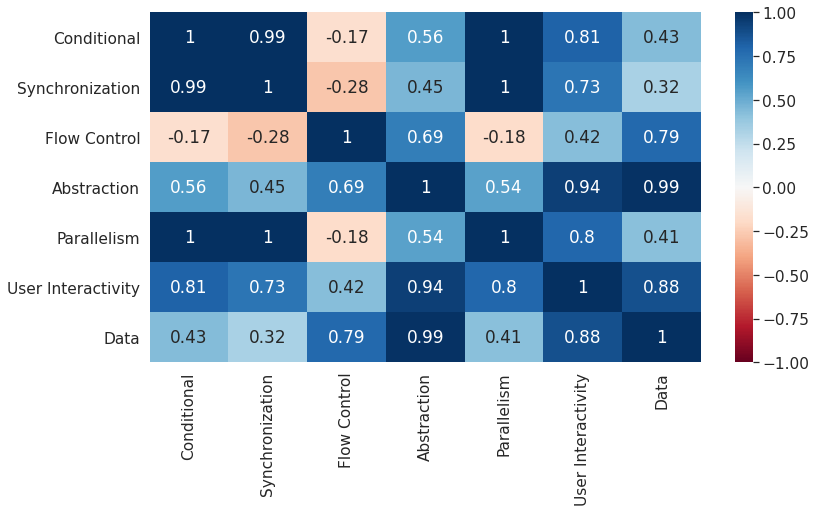 Conditional 1 0.99 -0.17 0.56 1 0.81 0.43
Synchronization 0.99 1 -0.28 0.45 1 0.73 0.32
Flow Control -0.17 -0.28 1 0.69 -0.18 0.42 0.79
Abstraction 0.56 0.45 0.69 1 0.54 0.94 0.99
Parallelism 1 1 -0.18 0.54 1 0.8 0.41
User Interactivity 0.81 0.73 0.42 0.94 0.8 1 0.88
Data 0.43 0.32 0.79 0.99 0.41 0.88 1
Conditional
Synchronization
Flow Control
Abstraction
Parallelism
User Interactivity
Data
1.00
0.75
0.50
0.25
0.00
−0.25
−0.50
−0.75
−1.00